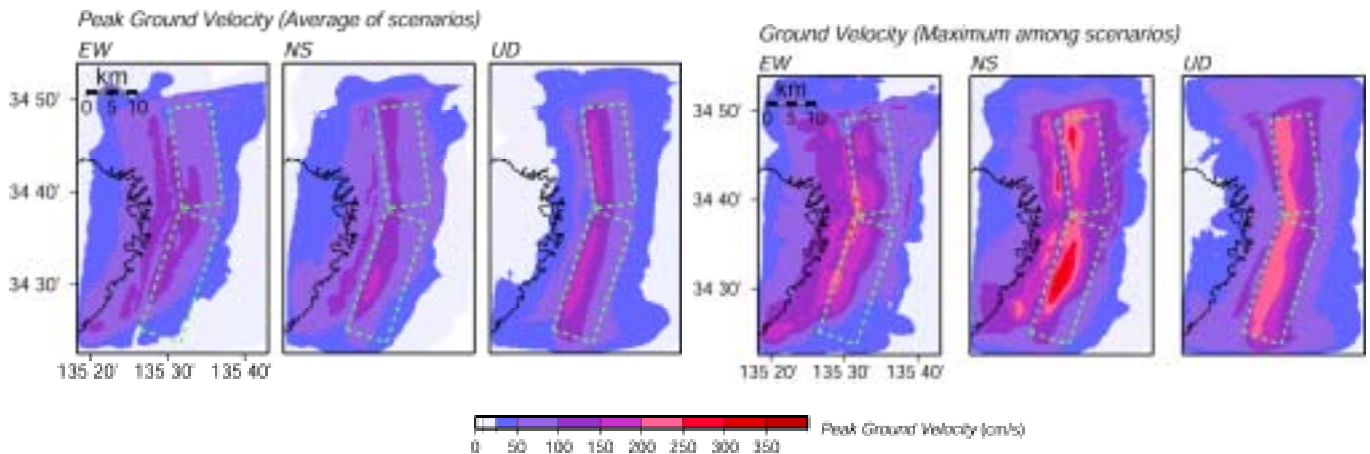 Peak Ground Velocity (Average of scenarios)
EW NS UD
km
0 5 10
34 50'
34 40'
34 30'
135 20' 135 30' 135 40'
Ground Velocity (Maximum among scenarios)
EW NS UD
km
0 5 10
34 50'
34 40'
34 30'
135 20' 135 30' 135 40'
0 50 100 150 200 250 300 350
Peak Ground Velocity (cm/s)